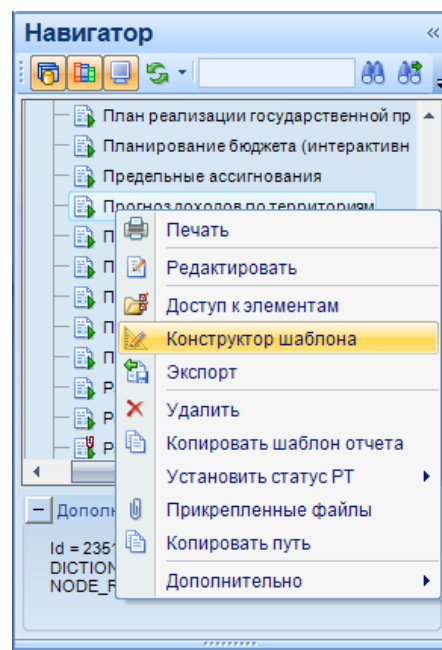 Навигатор
План реализации государственной пр
Планирование бюджета (интерактивн
Предельные ассигнования
Прогноз доходов по территориям
П
Печать
П
Редактировать
П
Доступ к элементам
П
Конструктор шаблона
П
Экспорт
Р
Удалить
Р
Копировать шаблон отчета
Р
Установить статус РТ
Дополн
Прикрепленные файлы
Id = 2351
Копировать путь
DICTION
NODE_R
Дополнительно